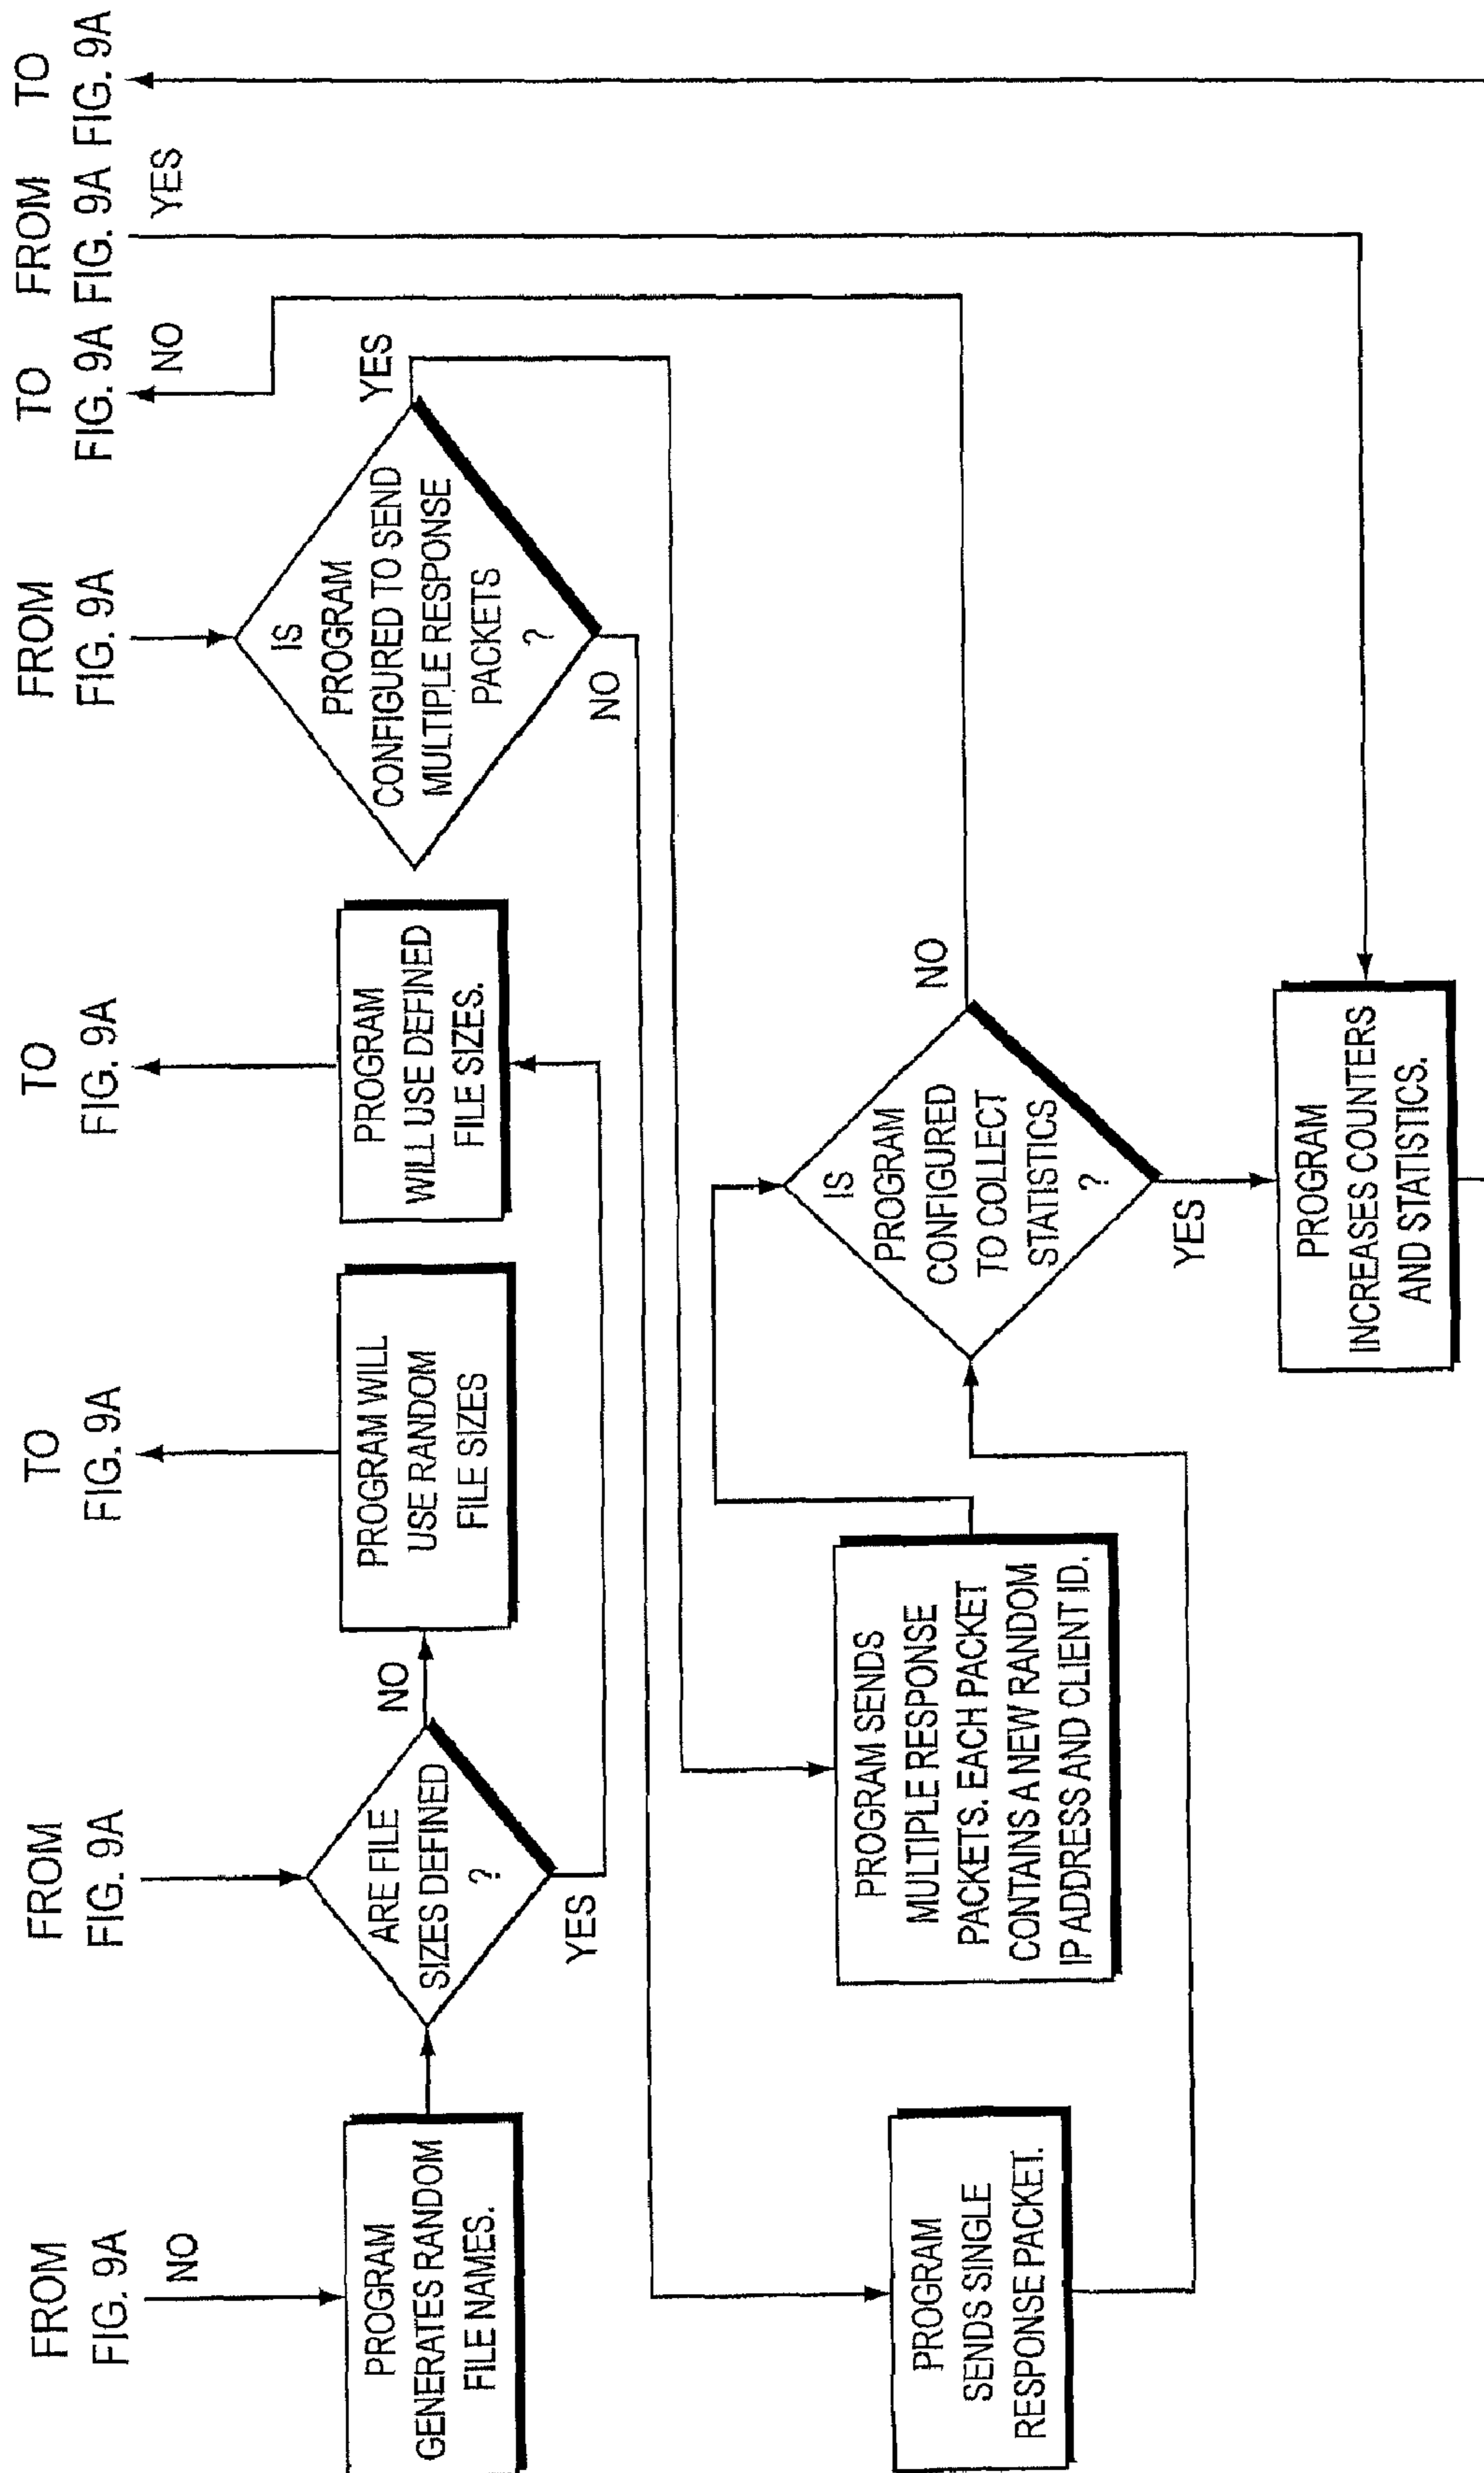 FROM
FIG. 9A
NO
FROM
FIG. 9A
TO
FIG. 9A
TO
FIG. 9A
FROM
FIG. 9A
TO
FIG. 9A
NO
FROM
FIG. 9A
YES
TO
FIG. 9A
PROGRAM
GENERATES RANDOM
FILE NAMES.
ARE FILE
SIZES DEFINED
?
NO
YES
PROGRAM WILL
USE RANDOM
FILE SIZES
PROGRAM
WILL USE DEFINED
FILE SIZES.
IS
PROGRAM
CONFIGURED TO SEND
MULTIPLE RESPONSE
PACKETS
?
YES
NO
PROGRAM
SENDS SINGLE
RESPONSE PACKET.
PROGRAM SENDS
MULTIPLE RESPONSE
PACKETS. EACH PACKET
CONTAINS A NEW RANDOM
IP ADDRESS AND CLIENT ID.
IS
PROGRAM
CONFIGURED
TO COLLECT
STATISTICS
?
NO
YES
PROGRAM
INCREASES COUNTERS
AND STATISTICS.